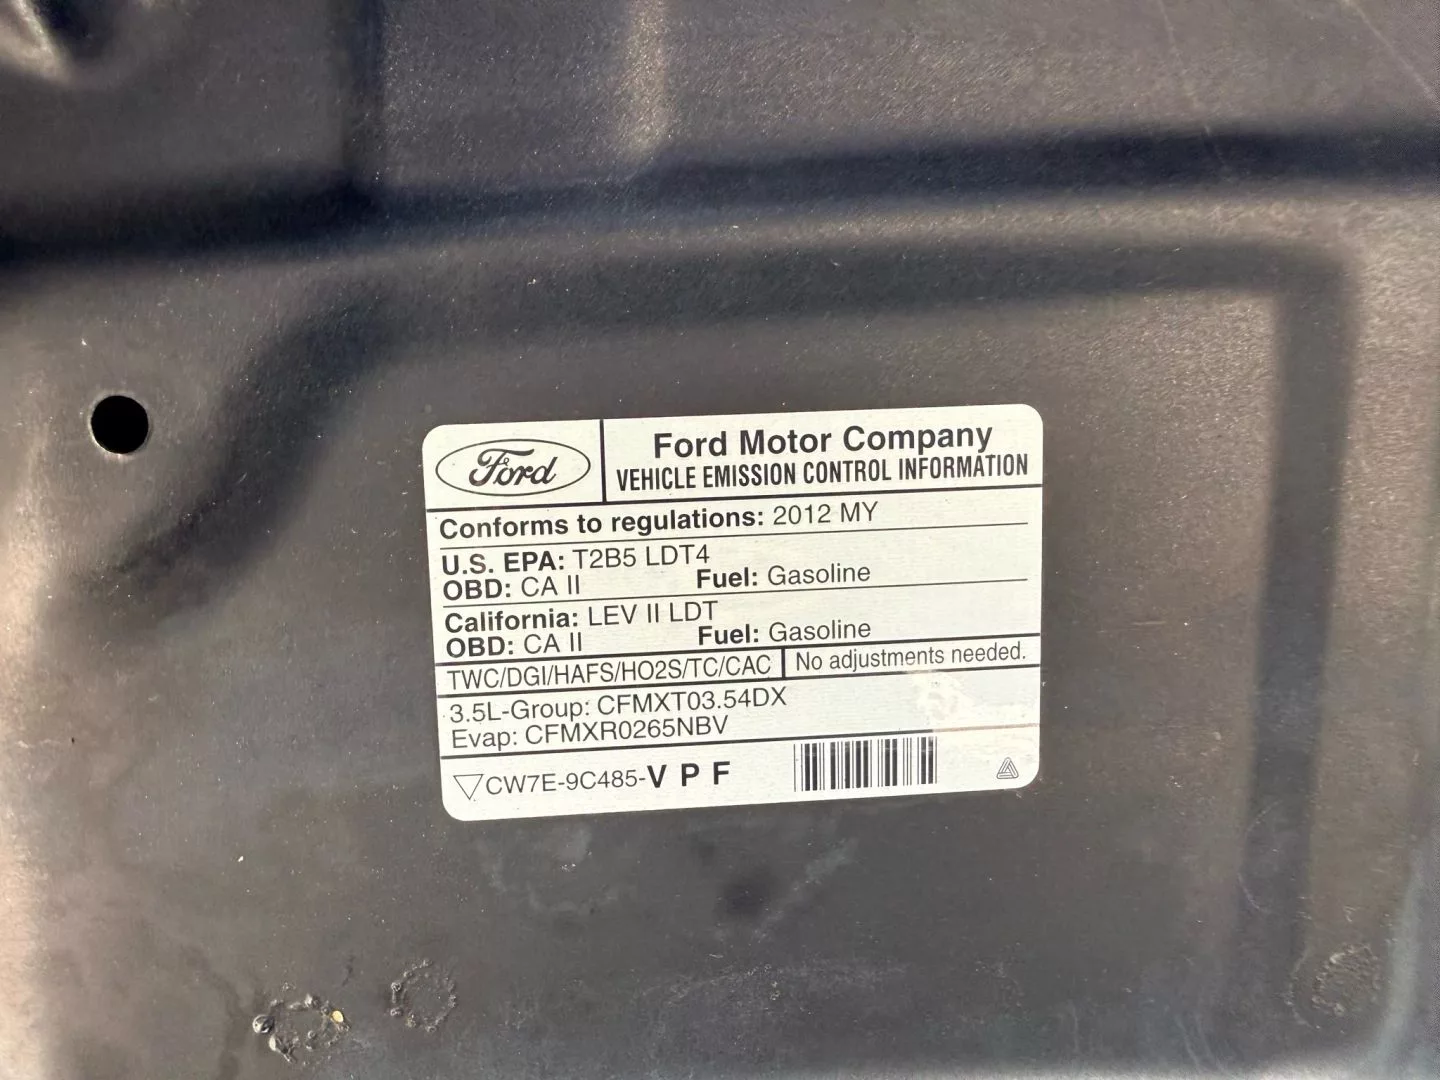 Ford
Ford Motor Company
VEHICLE EMISSION CONTROL INFORMATION
Conforms to regulations: 2012 MY
U.S. EPA: T2B5 LDT4
OBD: CA II Fuel: Gasoline
California: LEV II LDT
OBD: CA II Fuel: Gasoline
TWC/DGI/HAFS/HO2S/TC/CAC No adjustments needed.
3.5L-Group: CFMXT03.54DX
Evap: CFMXR0265NBV
CW7E-9C485-V P F